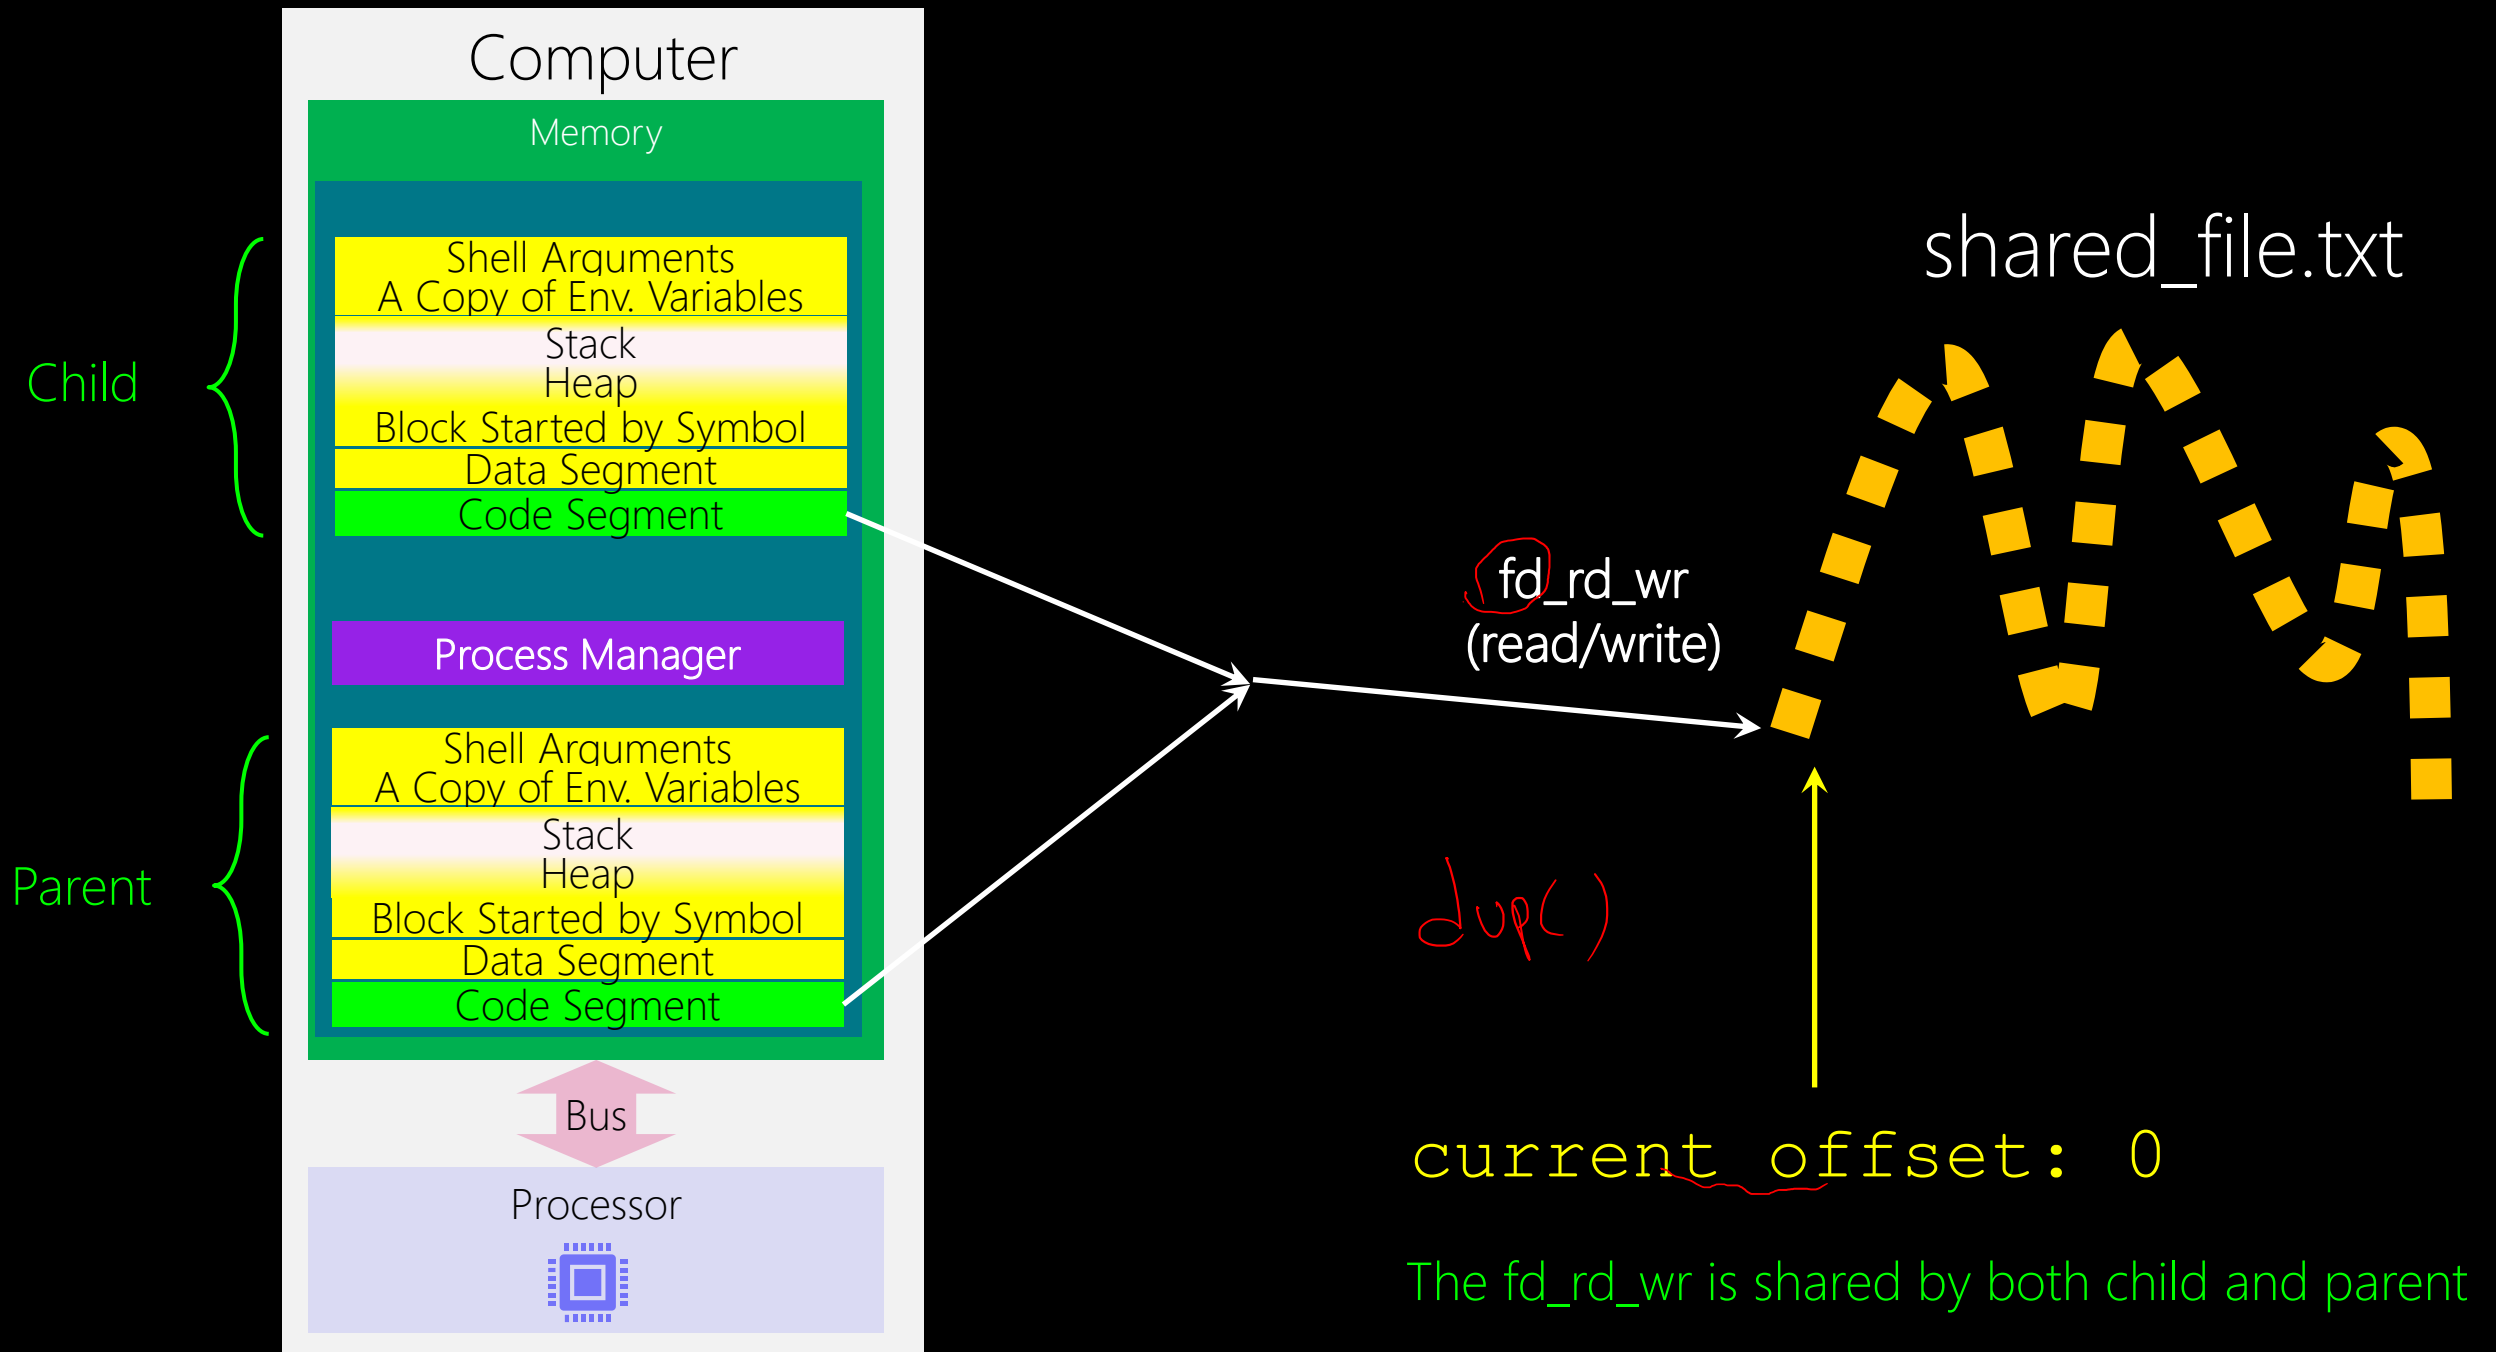 Computer
Memory
Child
Shell Arguments
A Copy of Env. Variables
Stack
Heap
Block Started by Symbol
Data Segment
Code Segment
Process Manager
Parent
Shell Arguments
A Copy of Env. Variables
Stack
Heap
Block Started by Symbol
Data Segment
Code Segment
Bus
Processor
shared_file.txt
fd_rd_wr
(read/write)
dup()
current offset: 0
The fd_rd_wr is shared by both child and parent